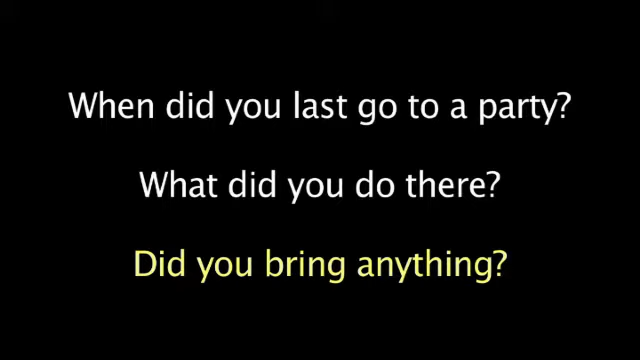 When did you last go to a party?
What did you do there?
Did you bring anything?